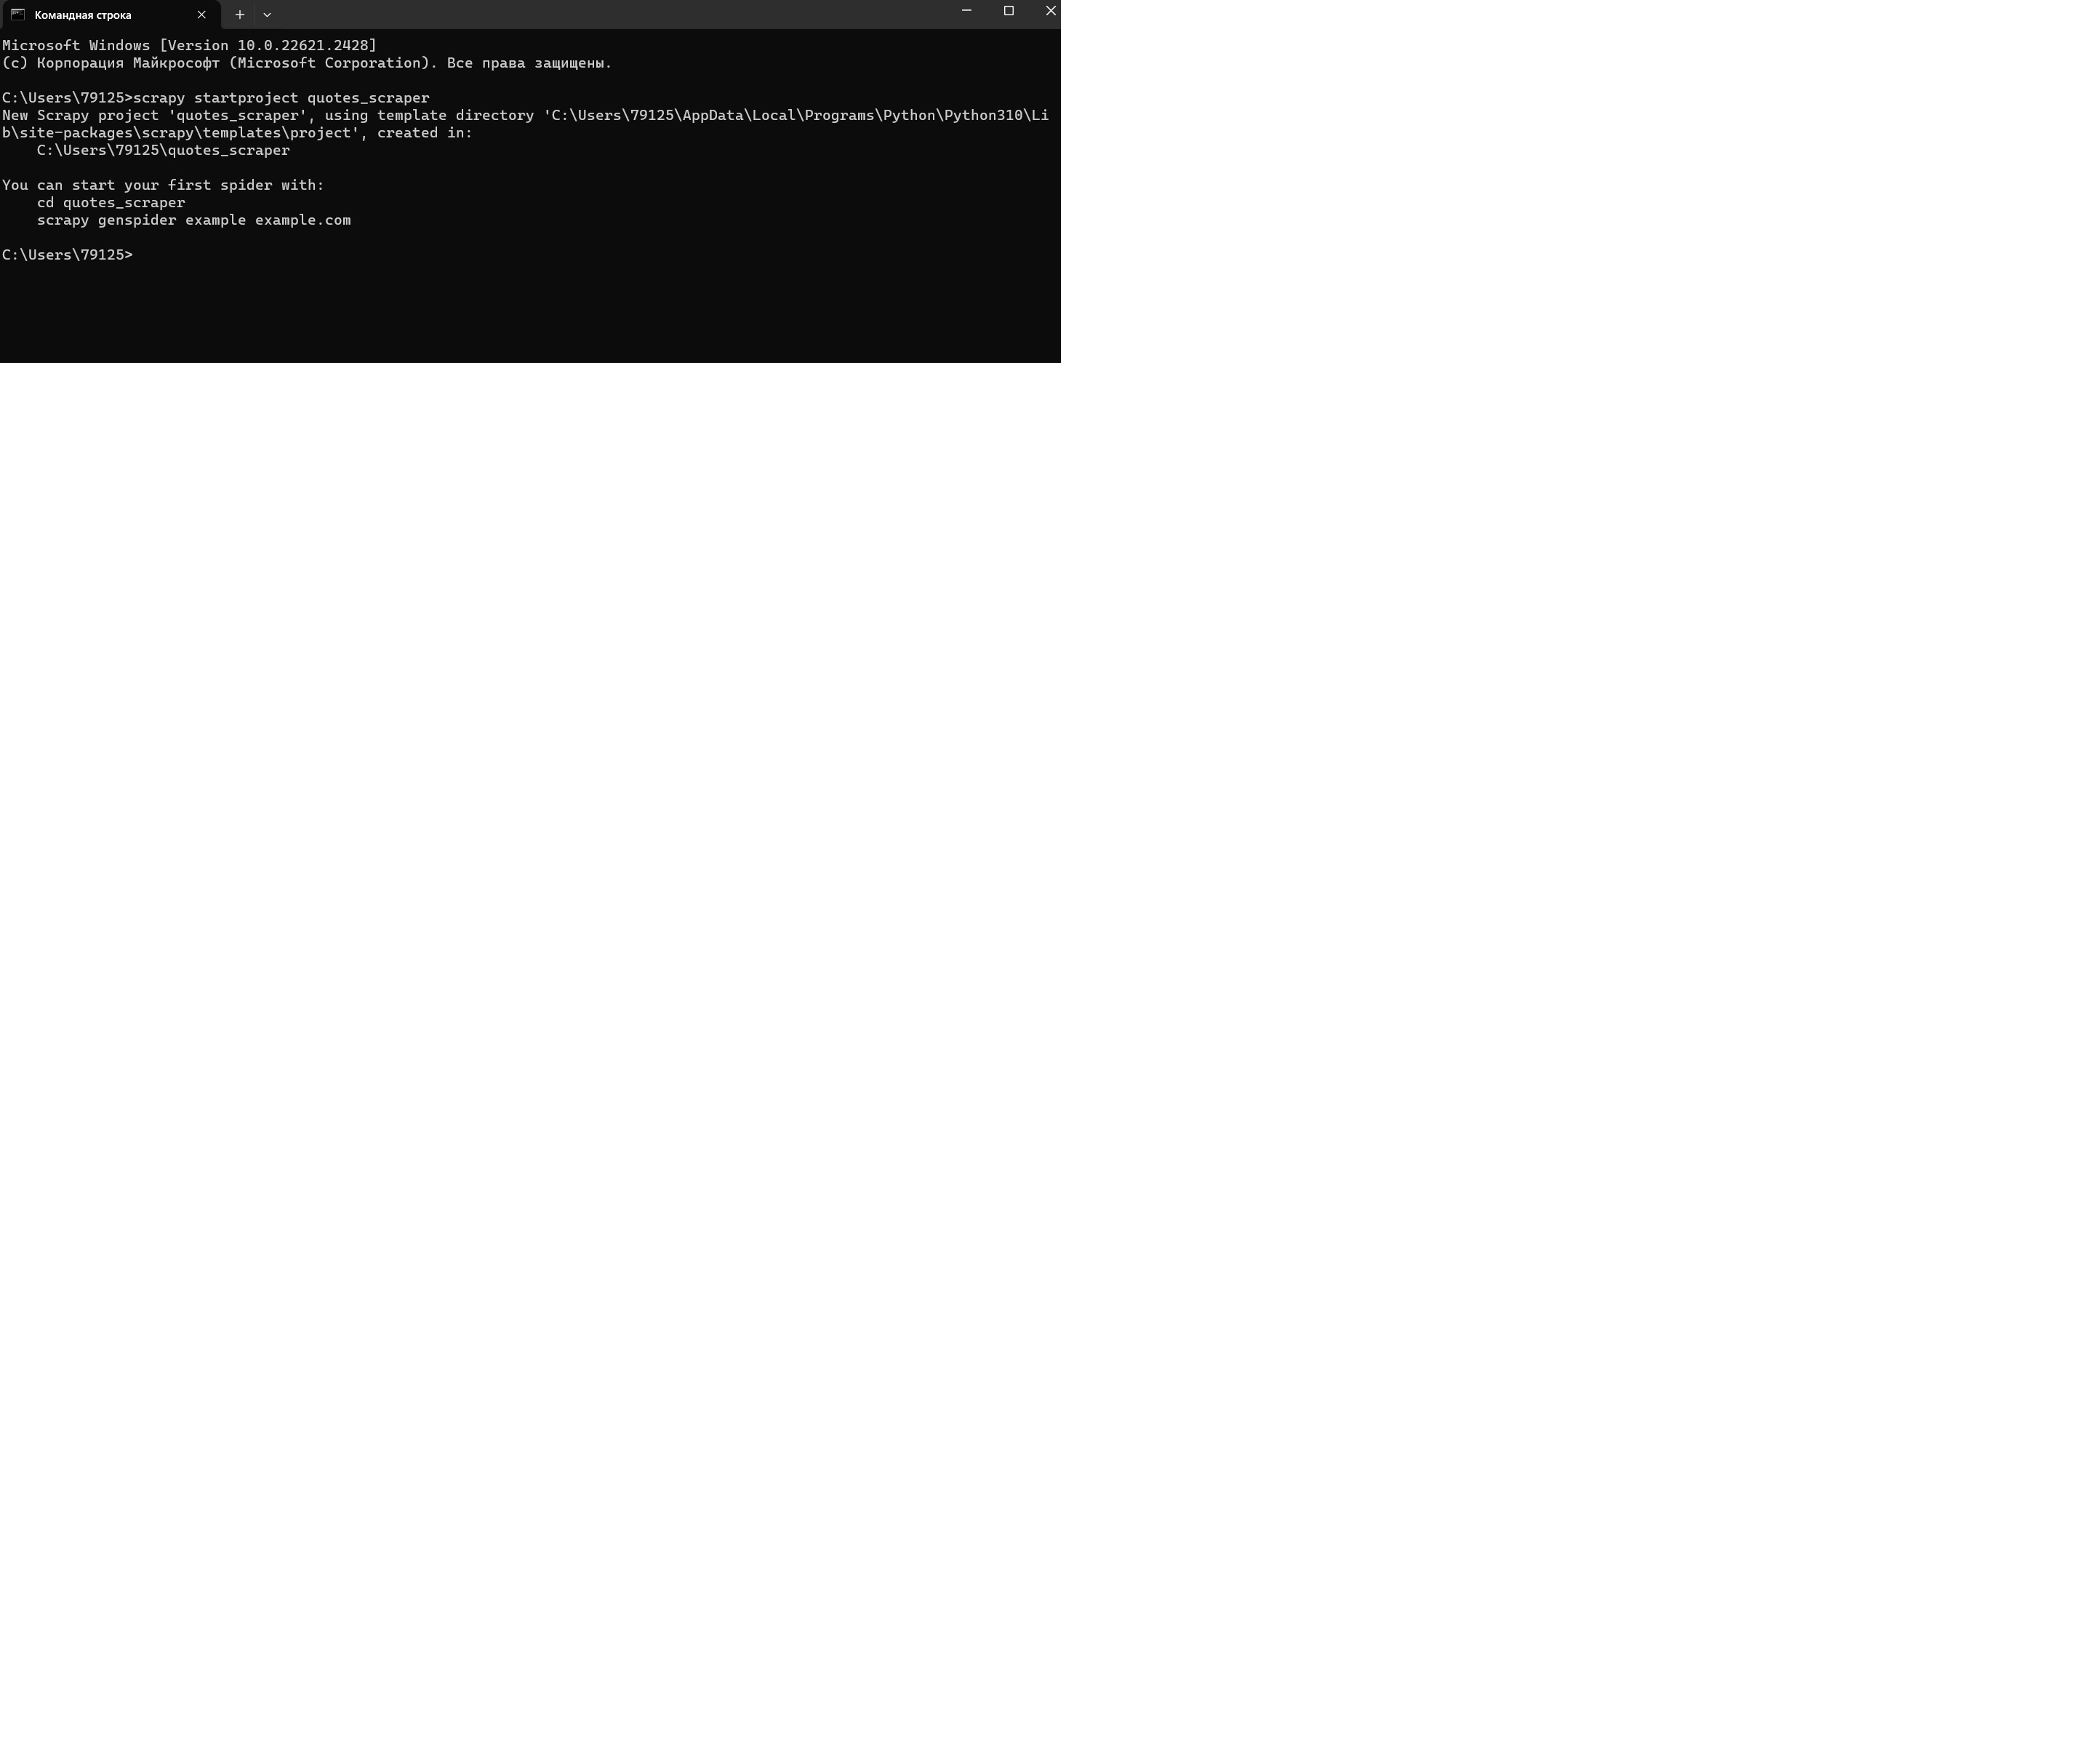 Командная строка
Microsoft Windows [Version 10.0.22621.2428]
(c) Корпорация Майкрософт (Microsoft Corporation). Все права защищены.
C:\Users\79125>scrapy startproject quotes_scraper
New Scrapy project 'quotes_scraper', using template directory 'C:\Users\79125\AppData\Local\Programs\Python\Python310\Li
b\site-packages\scrapy\templates\project', created in:
    C:\Users\79125\quotes_scraper
You can start your first spider with:
    cd quotes_scraper
    scrapy genspider example example.com
C:\Users\79125>